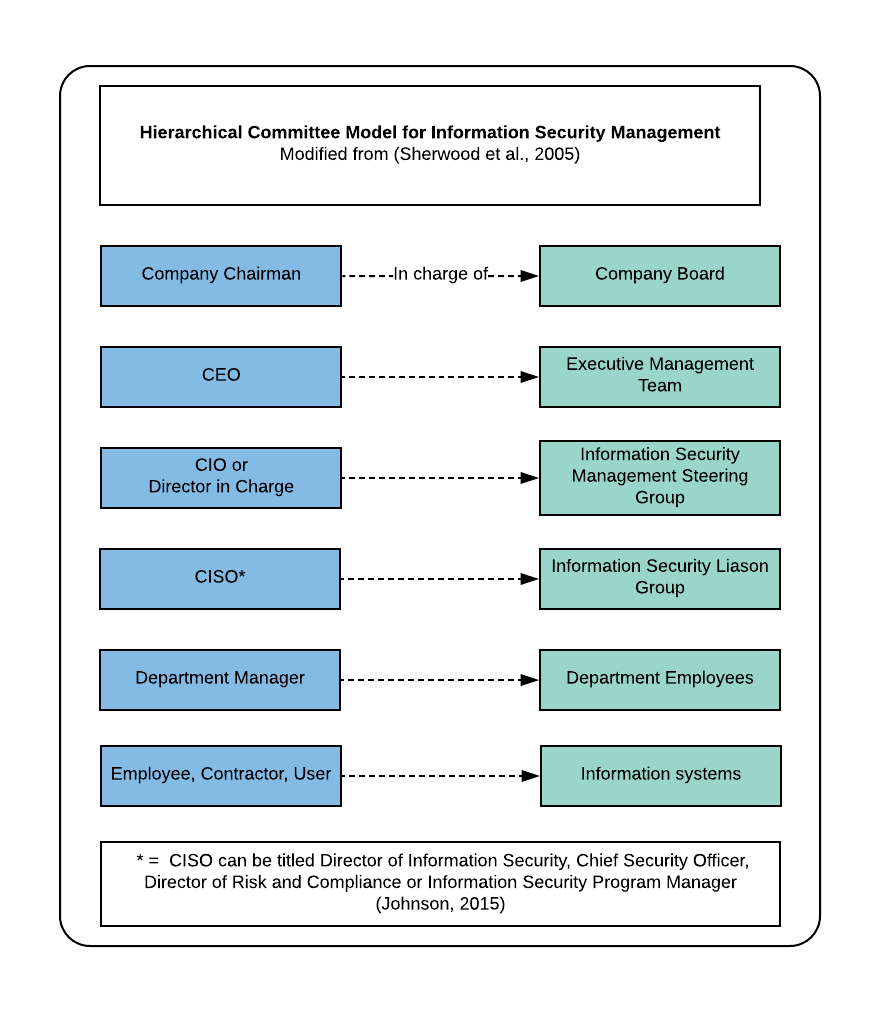 Hierarchical Committee Model for Information Security Management
Modified from (Sherwood et al., 2005)
Company Chairman
In charge of
Company Board
CEO
Executive Management
Team
CIO or
Director in Charge
Information Security
Management Steering
Group
CISO*
Information Security Liason
Group
Department Manager
Department Employees
Employee, Contractor, User
Information systems
* =  CISO can be titled Director of Information Security, Chief Security Officer,
Director of Risk and Compliance or Information Security Program Manager
(Johnson, 2015)